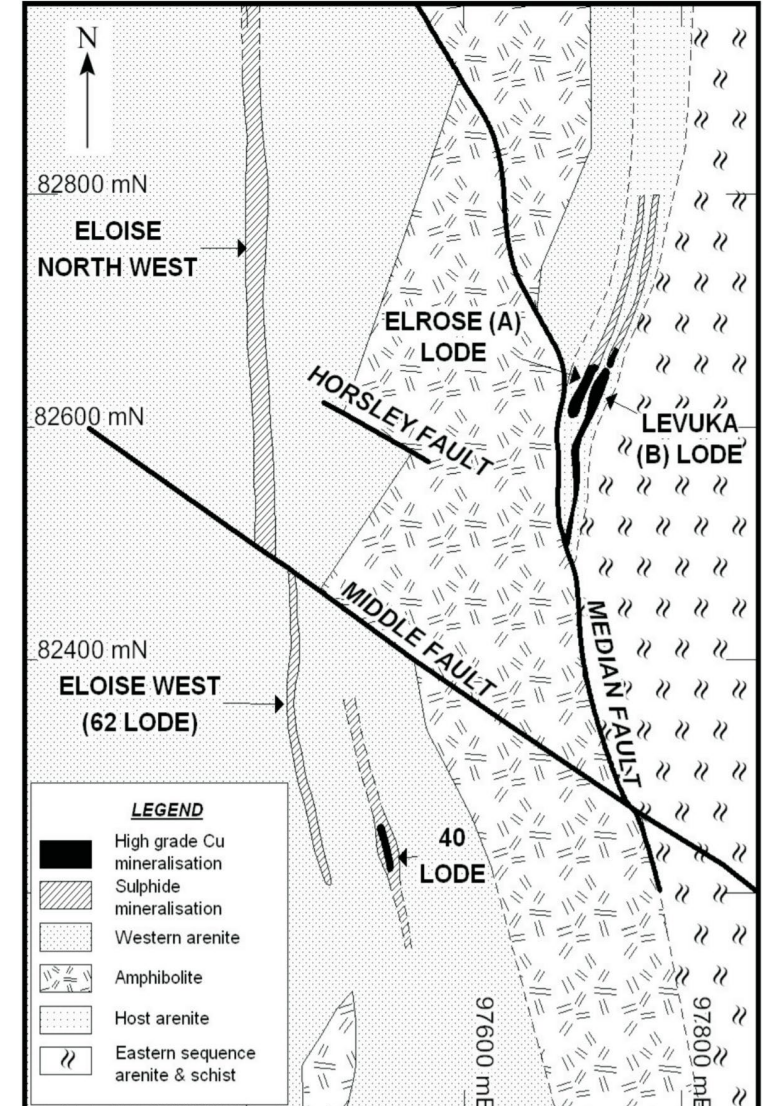 N
82800 mN
ELOISE
NORTH WEST
ELROSE (A)
LODE
HORSLEY FAULT
82600 mN
LEVUKA
(B) LODE
MIDDLE FAULT
MEDIAN FAULT
82400 mN
ELOISE WEST
(62 LODE)
40
LODE
LEGEND
High grade Cu
mineralisation
Sulphide
mineralisation
Western arenite
Amphibolite
Host arenite
Eastern sequence
arenite & schist
97600 mE
97800 mE